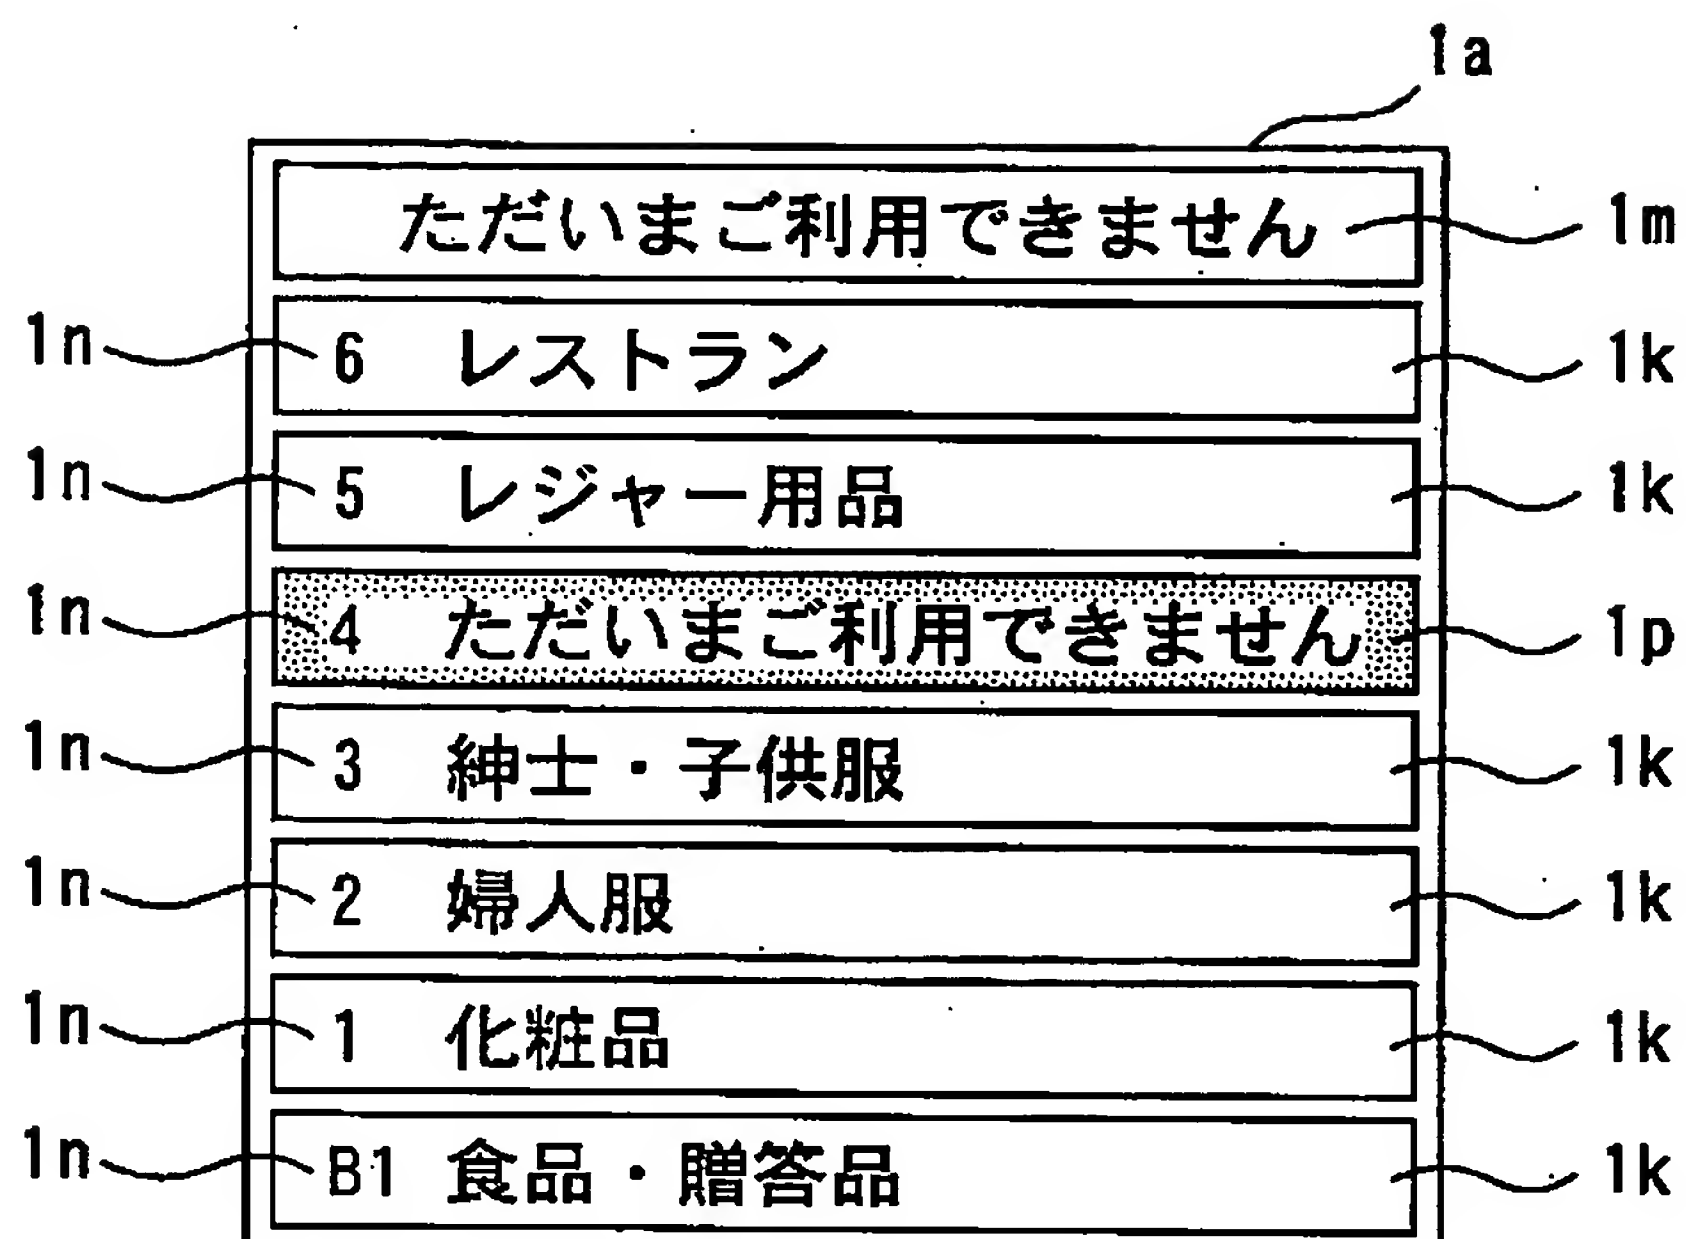 1a
ただいまご利用できません 1m
1n 6 レストラン 1k
1n 5 レジャー用品 1k
1n 4 ただいまご利用できません 1p
1n 3 紳士・子供服 1k
1n 2 婦人服 1k
1n 1 化粧品 1k
1n B1 食品・贈答品 1k